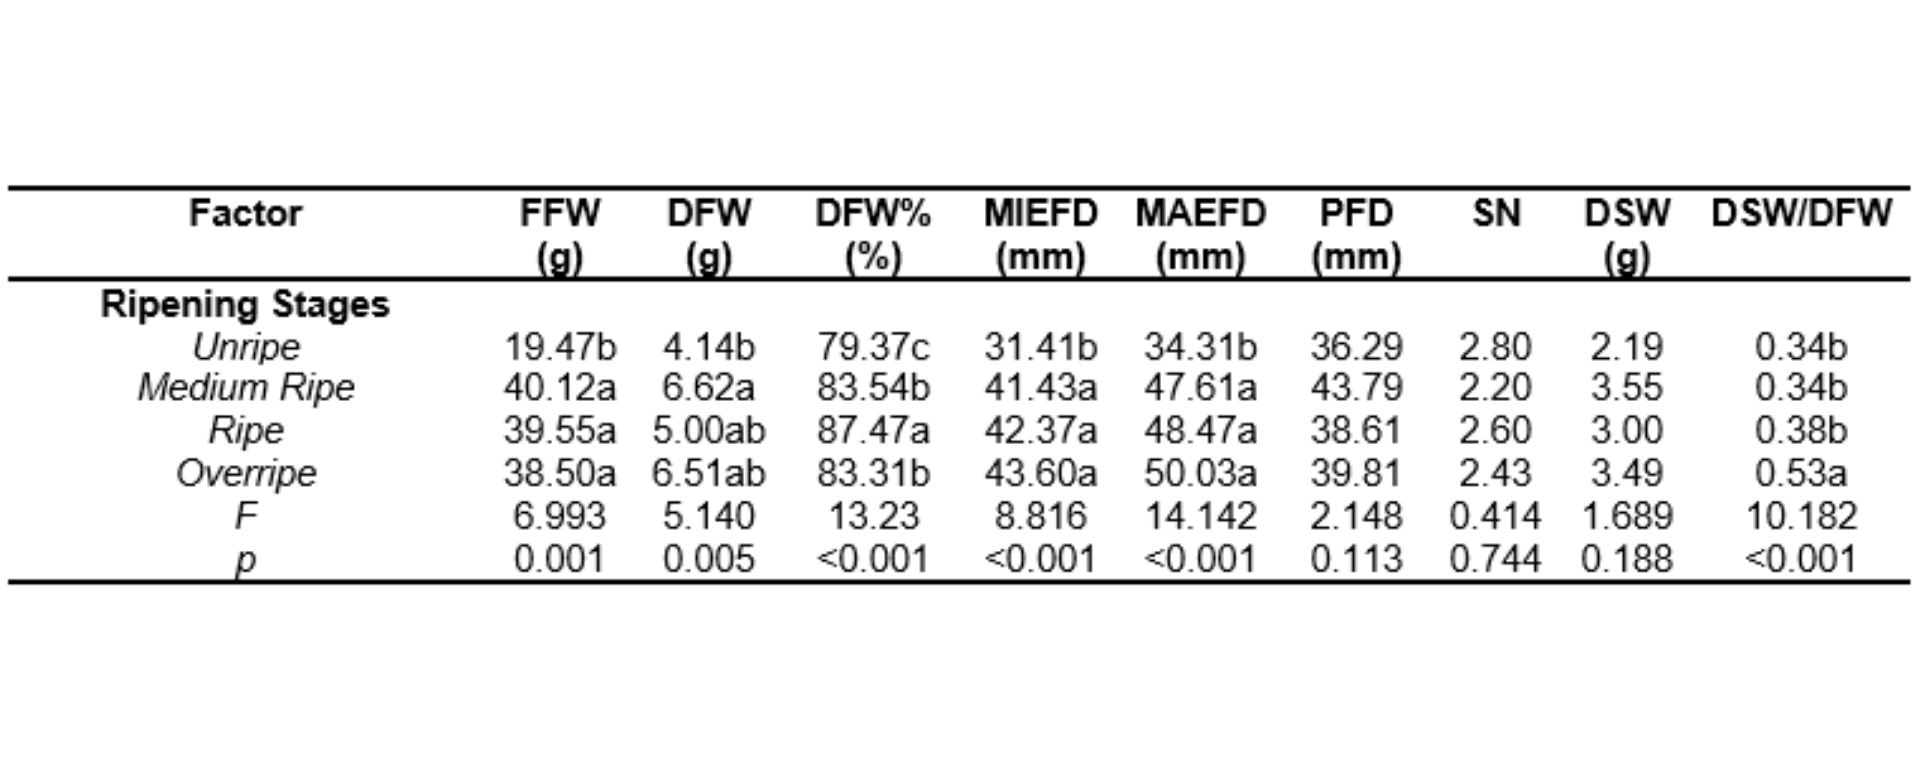 Factor FFW DFW DFW% MIEFD MAEFD PFD SN DSW DSW/DFW
(g) (g) (%) (mm) (mm) (mm) (g)
Ripening Stages
Unripe 19.47b 4.14b 79.37c 31.41b 34.31b 36.29 2.80 2.19 0.34b
Medium Ripe 40.12a 6.62a 83.54b 41.43a 47.61a 43.79 2.20 3.55 0.34b
Ripe 39.55a 5.00ab 87.47a 42.37a 48.47a 38.61 2.60 3.00 0.38b
Overripe 38.50a 6.51ab 83.31b 43.60a 50.03a 39.81 2.43 3.49 0.53a
F 6.993 5.140 13.23 8.816 14.142 2.148 0.414 1.689 10.182
p 0.001 0.005 <0.001 <0.001 <0.001 0.113 0.744 0.188 <0.001